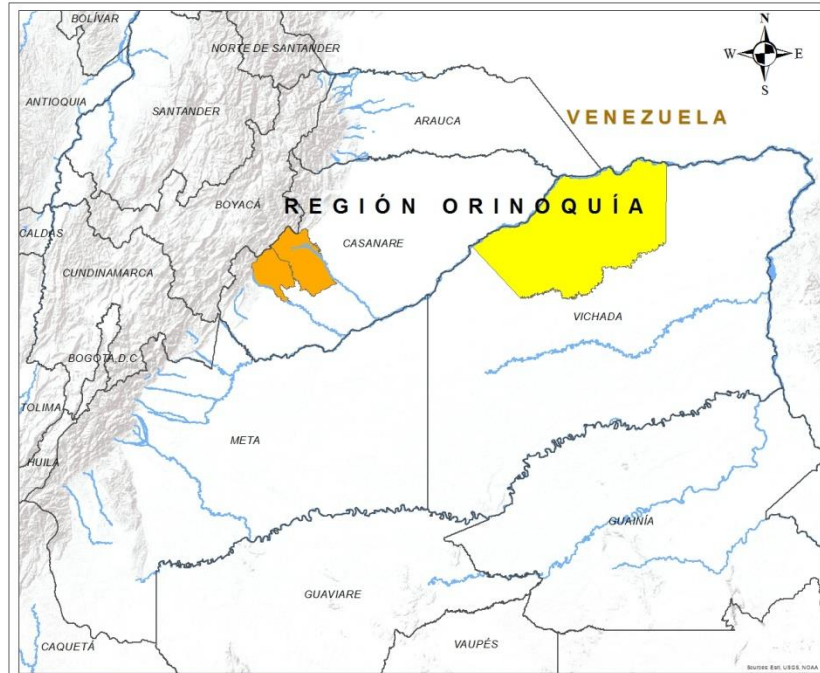 BOLÍVAR
N
W E
S
NORTE DE SANTANDER
ANTIOQUIA
SANTANDER
ARAUCA
VENEZUELA
BOYACÁ
REGIÓN ORINOQUÍA
CALDAS
CASANARE
CUNDINAMARCA
VICHADA
BOGOTÁ D.C
TOLIMA
META
HUILA
GUAINÍA
GUAVIARE
CAQUETÁ
VAUPÉS
Sources: Esri, USGS, NOAA